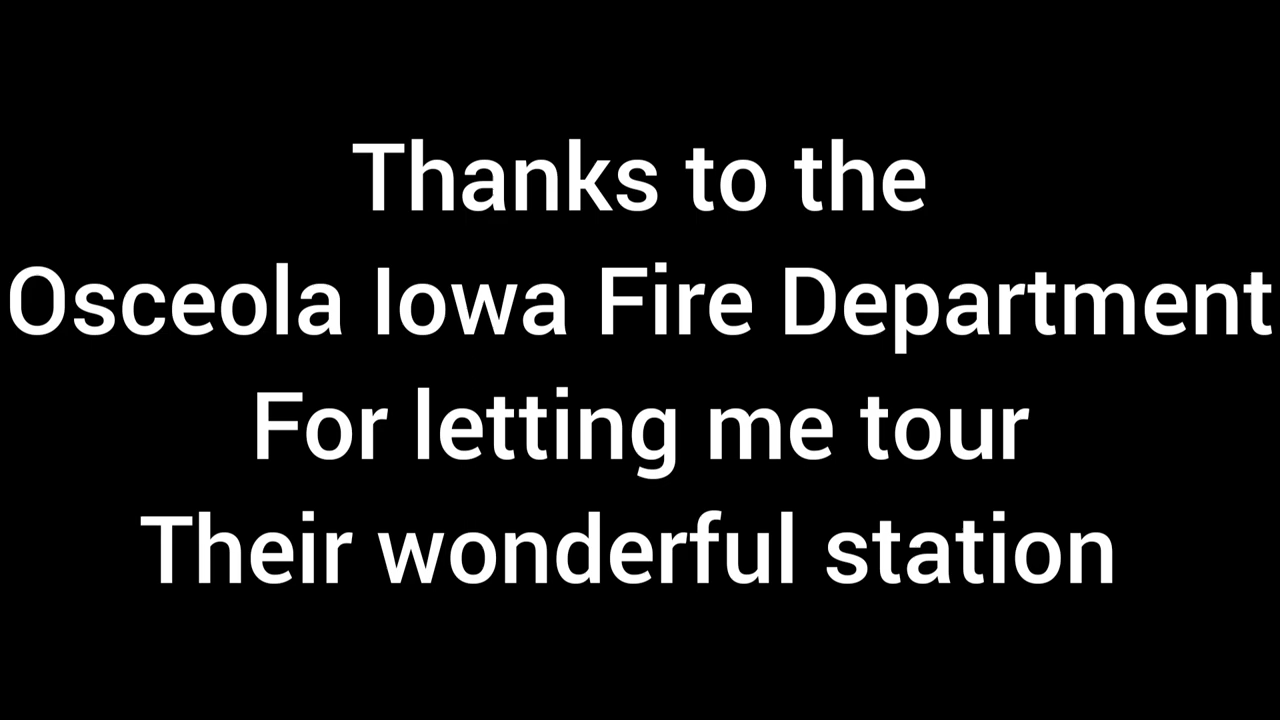 Thanks to the
Osceola Iowa Fire Department
For letting me tour
Their wonderful station